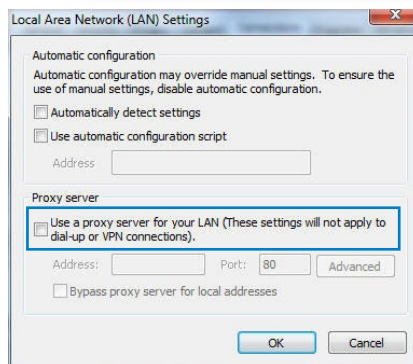 Local Area Network (LAN) Settings
Automatic configuration
Automatic configuration may override manual settings. To ensure the
use of manual settings, disable automatic configuration.
Automatically detect settings
Use automatic configuration script
Address
Proxy server
Use a proxy server for your LAN (These settings will not apply to
dial-up or VPN connections).
Address:
Port:
80
Advanced
Bypass proxy server for local addresses
OK
Cancel